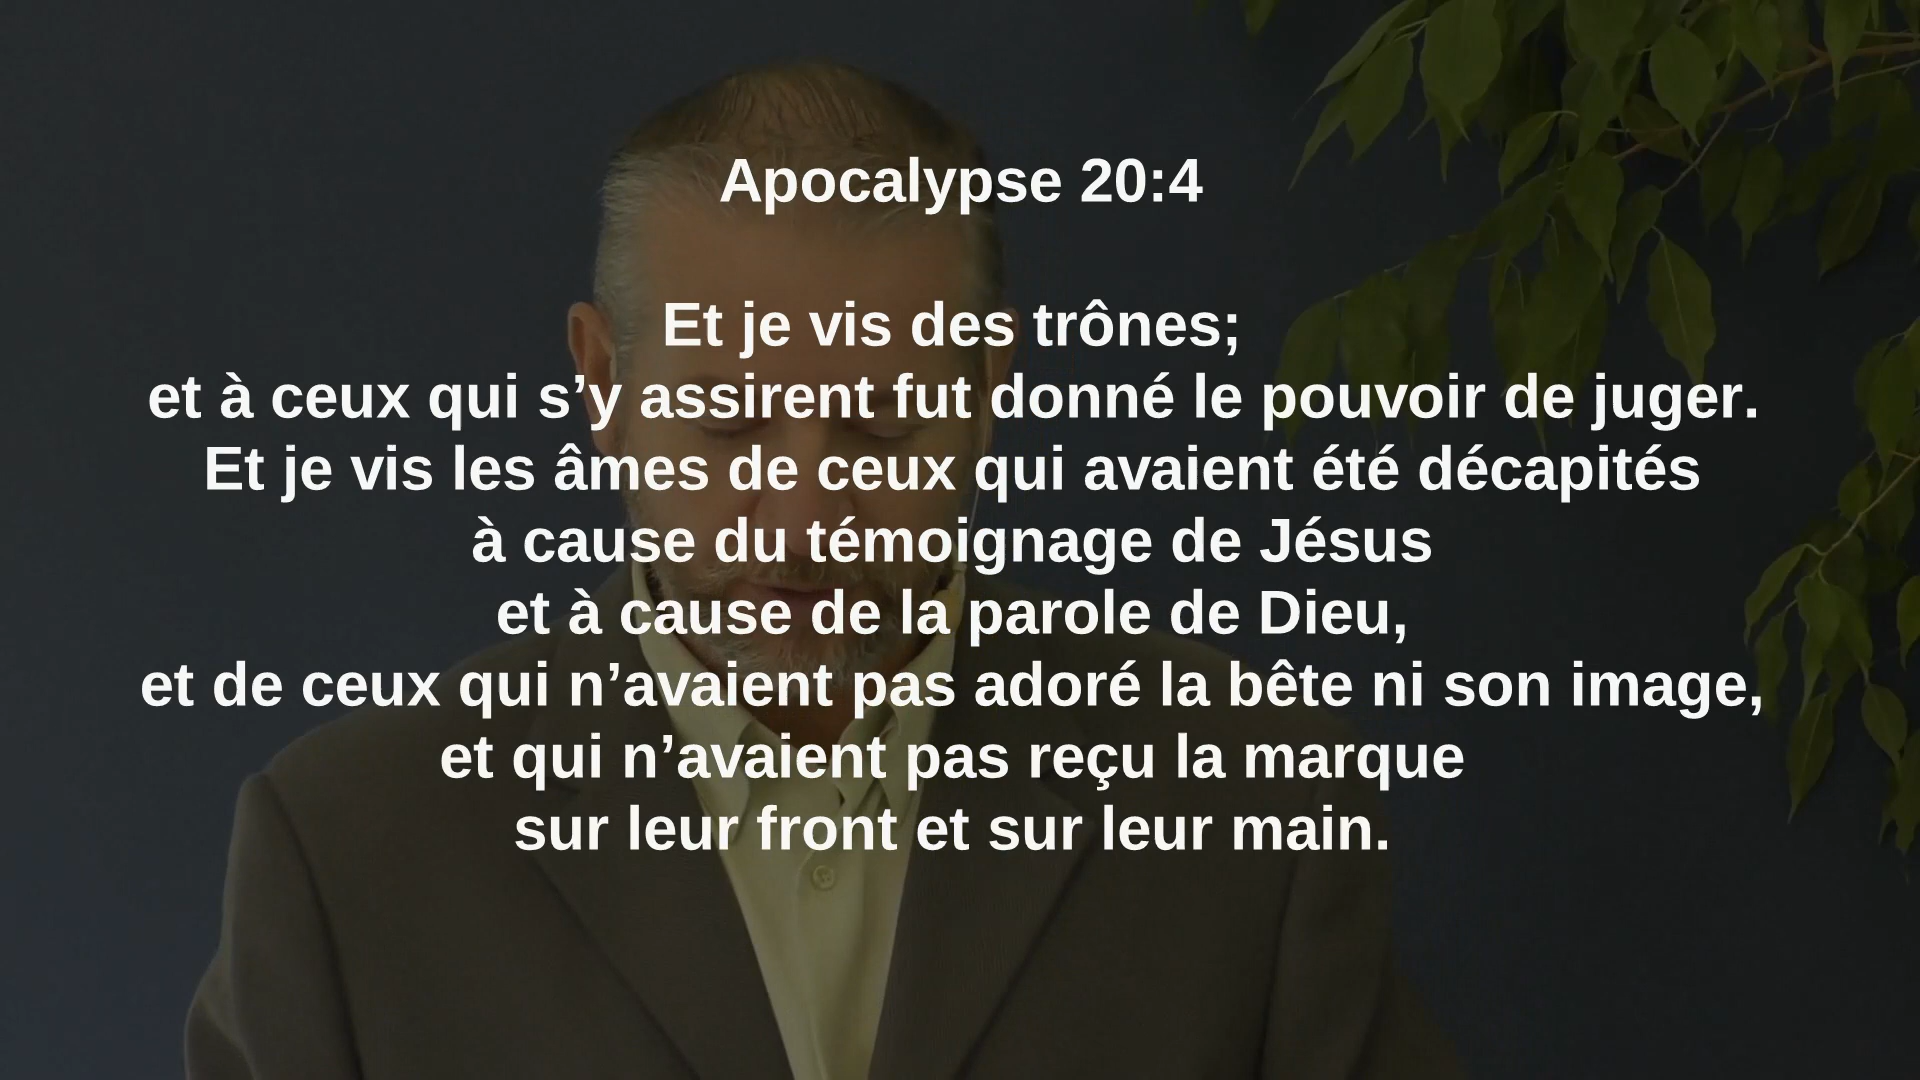 Apocalypse 20:4
Et je vis des trônes;
et à ceux qui s’y assirent fut donné le pouvoir de juger.
Et je vis les âmes de ceux qui avaient été décapités
à cause du témoignage de Jésus
et à cause de la parole de Dieu,
et de ceux qui n’avaient pas adoré la bête ni son image,
et qui n’avaient pas reçu la marque
sur leur front et sur leur main.